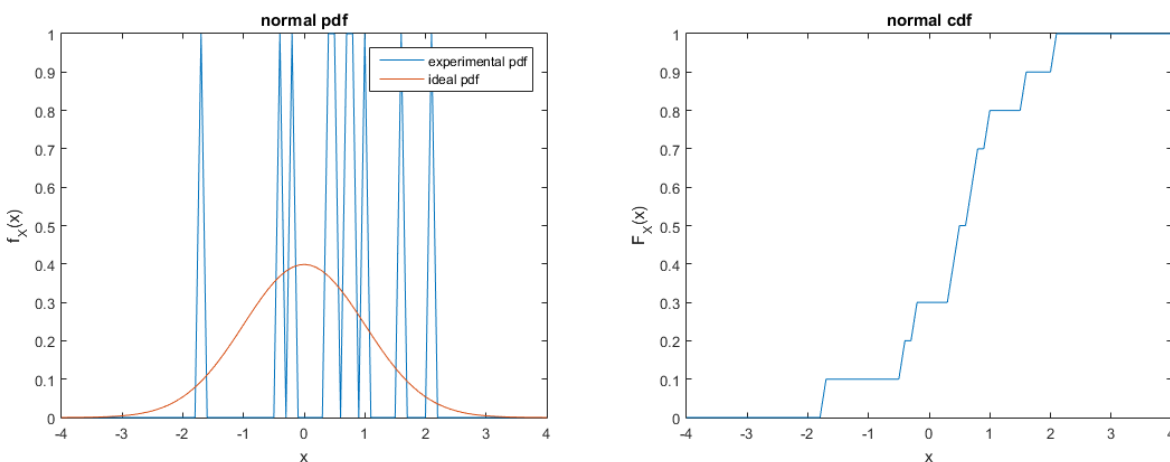 normal pdf
1
0.9
0.8
0.7
0.6
0.5
0.4
0.3
0.2
0.1
0
f_X(x)
experimental pdf
ideal pdf
-4 -3 -2 -1 0 1 2 3 4
x
normal cdf
1
0.9
0.8
0.7
0.6
0.5
0.4
0.3
0.2
0.1
0
F_X(x)
-4 -3 -2 -1 0 1 2 3 4
x